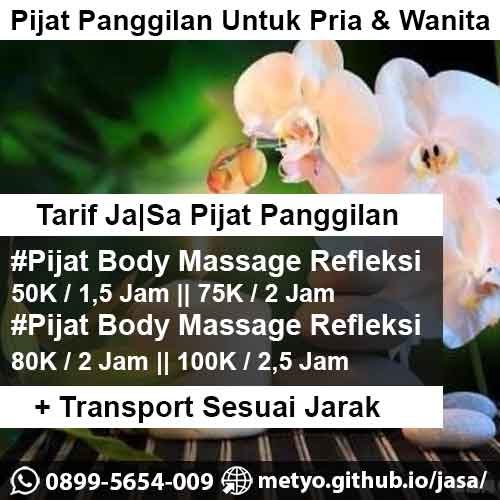 Pijat Panggilan Untuk Pria & Wanita
Tarif Ja|Sa Pijat Panggilan
#Pijat Body Massage Refleksi
50K / 1,5 Jam || 75K / 2 Jam
#Pijat Body Massage Refleksi
80K / 2 Jam || 100K / 2,5 Jam
+ Transport Sesuai Jarak
0899-5654-009 metyo.github.io/jasa/